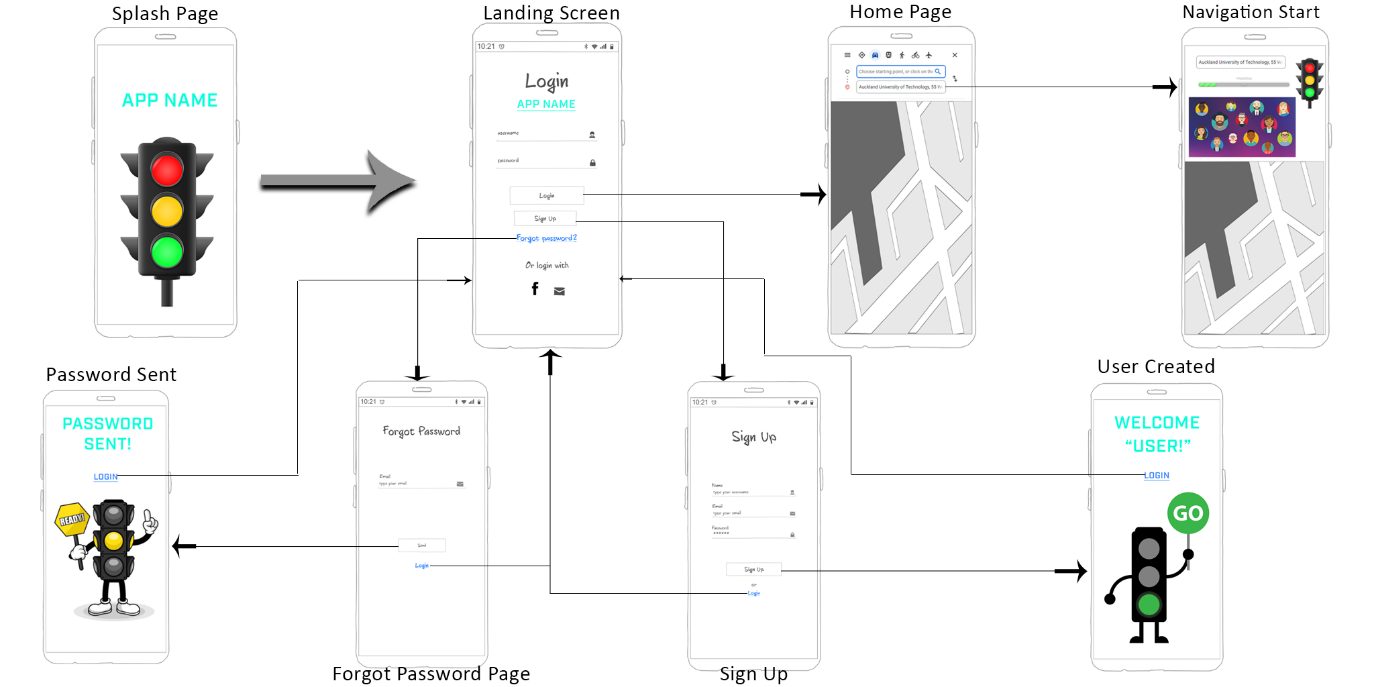 Splash Page
APP NAME
Landing Screen
10:21
Login
APP NAME
username
password
Login
Sign Up
Forgot password?
Or login with
f
Home Page
Choose starting point, or click on the
Auckland University of Technology, 55 W
Navigation Start
Auckland University of Technology, 55 W
Password Sent
PASSWORD
SENT!
LOGIN
READY!
10:21
Forgot Password
Email
type your email
Send
Login
Forgot Password Page
10:21
Sign Up
Name
type your username
Email
type your email
Password
******
Sign Up
or
Login
Sign Up
User Created
WELCOME
“USER!”
LOGIN
GO